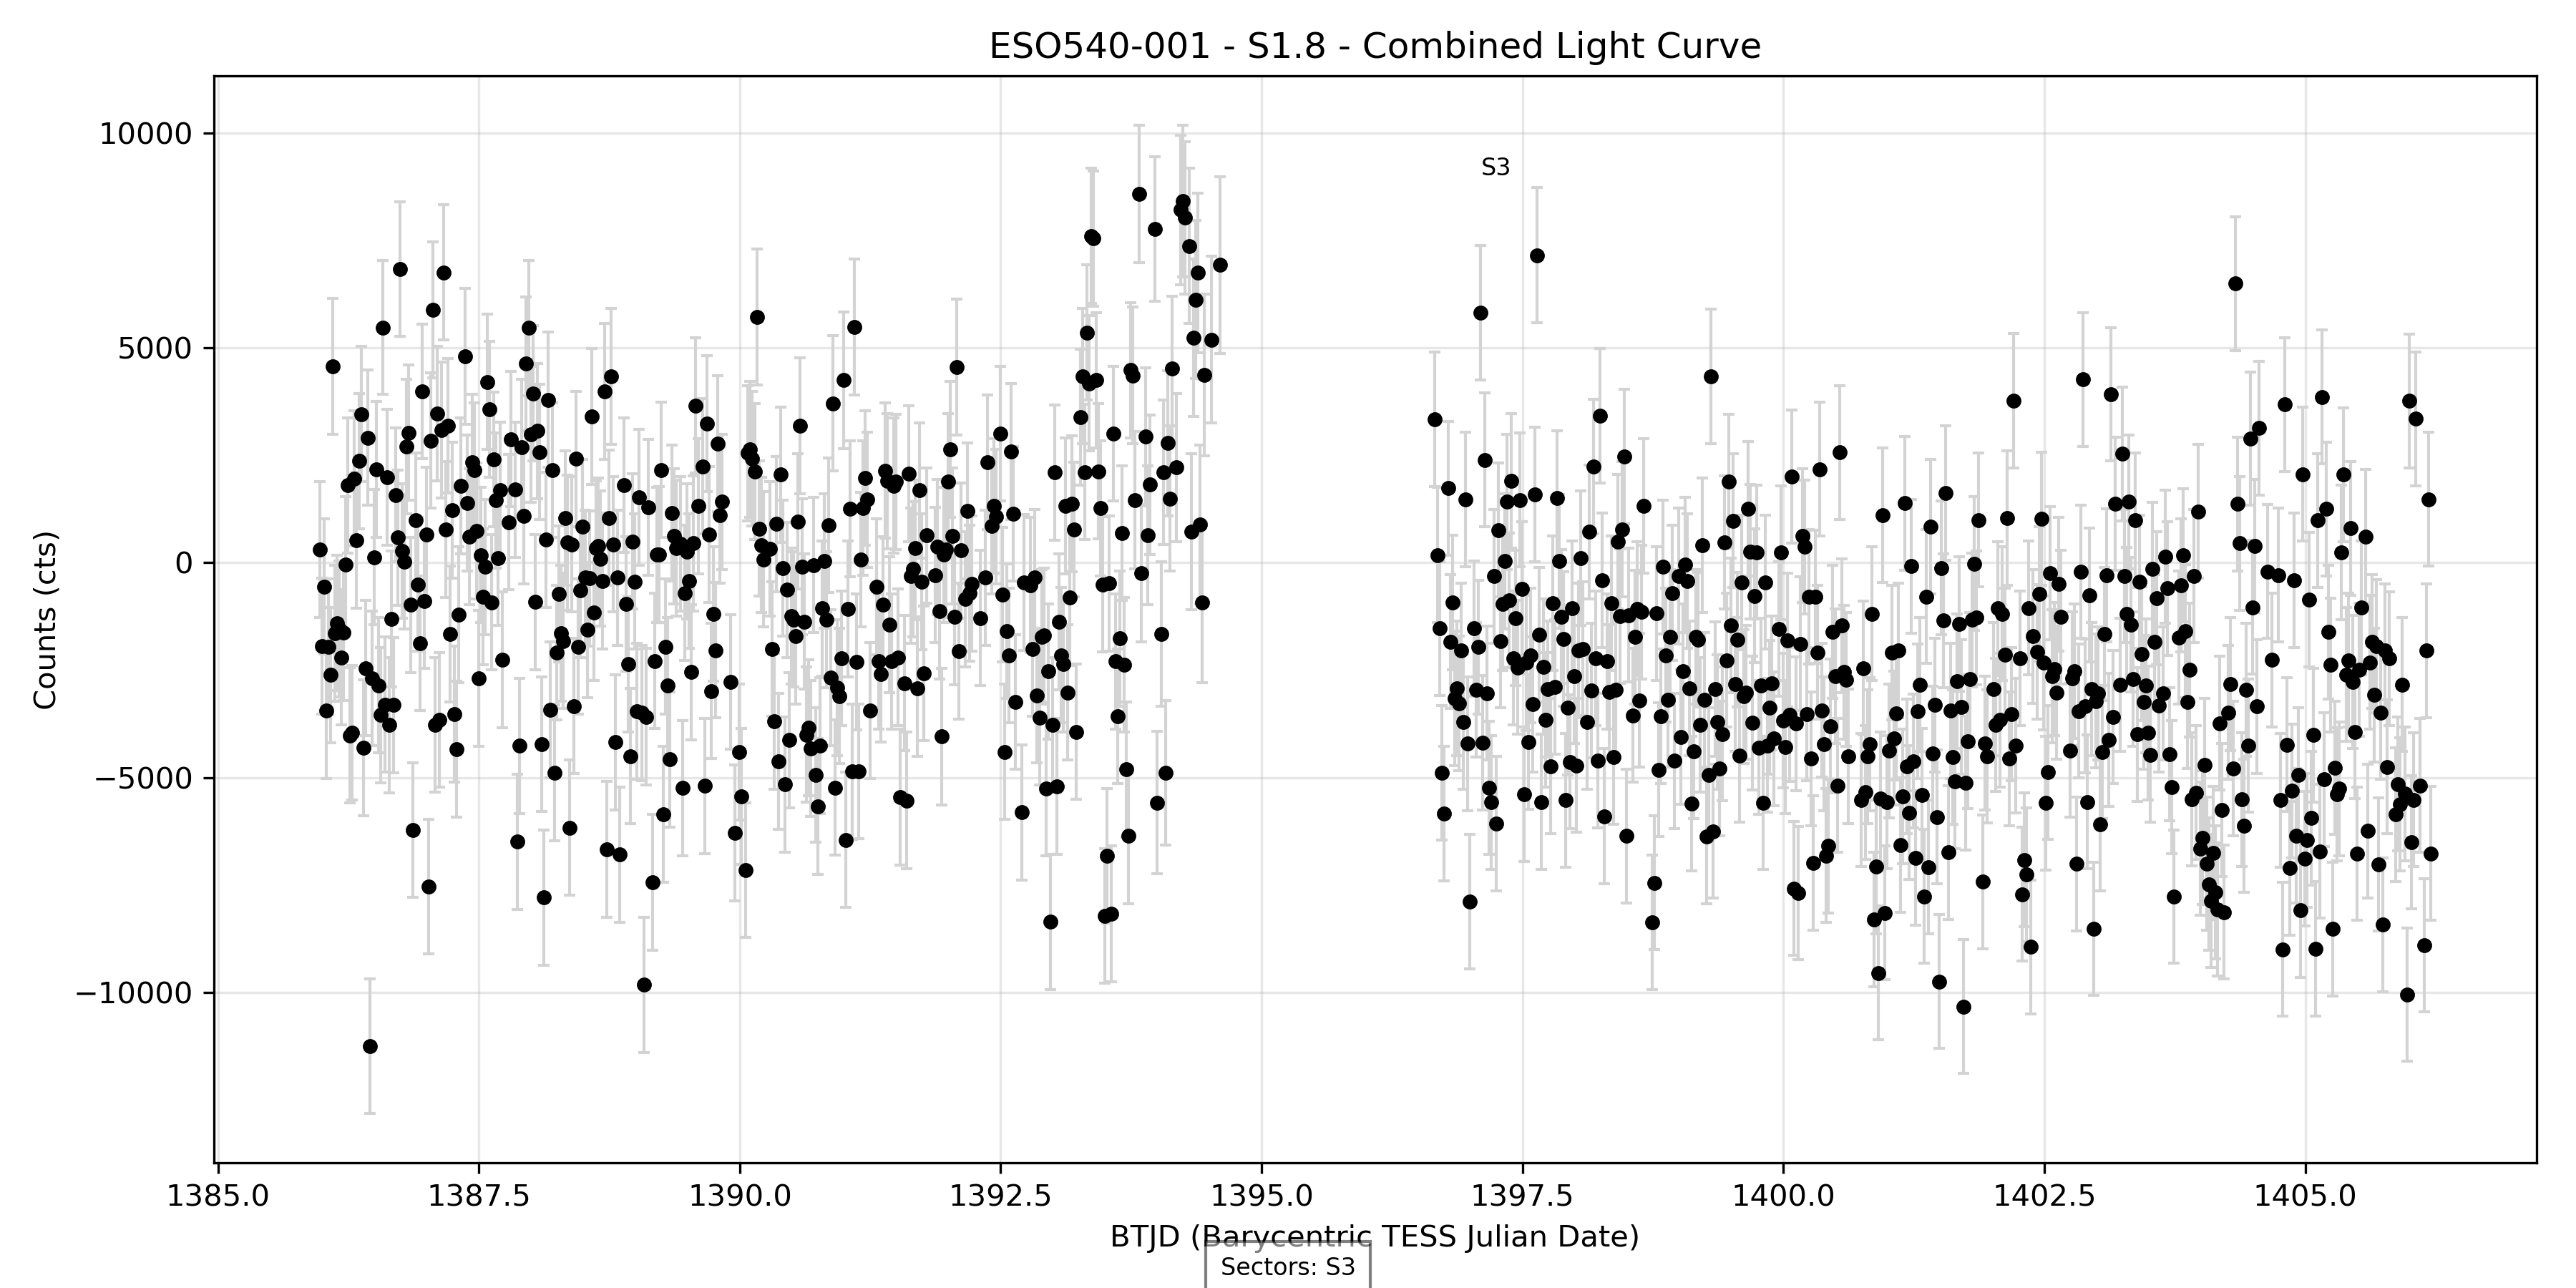 ESO540-001 - S1.8 - Combined Light Curve
10000
5000
0
−5000
−10000
Counts (cts)
S3
1385.0 1387.5 1390.0 1392.5 1395.0 1397.5 1400.0 1402.5 1405.0
BTJD (Barycentric TESS Julian Date)
Sectors: S3